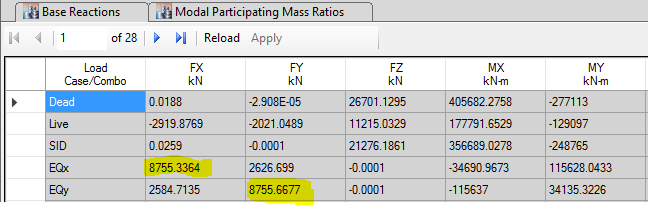 Base Reactions Modal Participating Mass Ratios
1 of 28 Reload Apply
Load Case/Combo FX kN FY kN FZ kN MX kN-m MY kN-m
Dead 0.0188 -2.908E-05 26701.1295 405682.2758 -277113
Live -2919.8769 -2021.0489 11215.0329 177791.6529 -129097
SID 0.0259 -0.0001 21276.1861 356689.0278 -248765
EQx 8755.3364 2626.699 -0.0001 -34690.9673 115628.0433
EQy 2584.7135 8755.6677 -0.0001 -115637 34135.3226